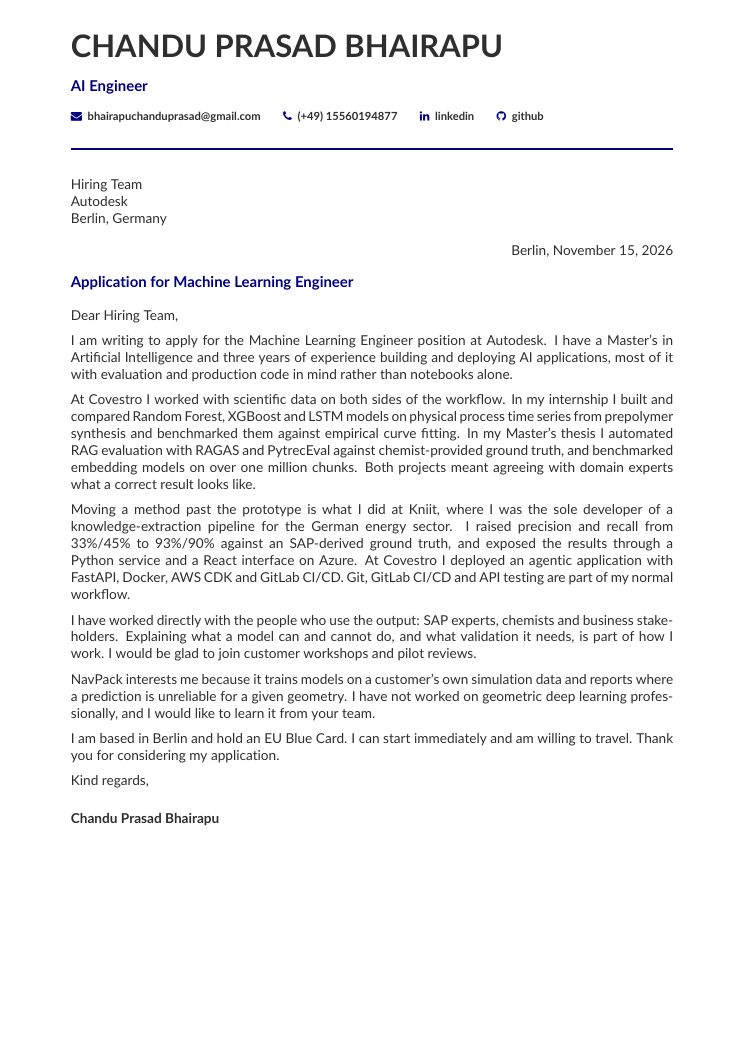 CHANDU PRASAD BHAIRAPU
AI Engineer
bhairapuchanduprasad@gmail.com (+49) 15560194877 linkedin github
Hiring Team
Autodesk
Berlin, Germany
Berlin, November 15, 2026
Application for Machine Learning Engineer
Dear Hiring Team,
I am writing to apply for the Machine Learning Engineer position at Autodesk. I have a Master's in
Artificial Intelligence and three years of experience building and deploying AI applications, most of it
with evaluation and production code in mind rather than notebooks alone.
At Covestro I worked with scientific data on both sides of the workflow. In my internship I built and
compared Random Forest, XGBoost and LSTM models on physical process time series from prepolymer
synthesis and benchmarked them against empirical curve fitting. In my Master's thesis I automated
RAG evaluation with RAGAS and PytrecEval against chemist-provided ground truth, and benchmarked
embedding models on over one million chunks. Both projects meant agreeing with domain experts
what a correct result looks like.
Moving a method past the prototype is what I did at Kniit, where I was the sole developer of a
knowledge-extraction pipeline for the German energy sector. I raised precision and recall from
33%/45% to 93%/90% against an SAP-derived ground truth, and exposed the results through a
Python service and a React interface on Azure. At Covestro I deployed an agentic application with
FastAPI, Docker, AWS CDK and GitLab CI/CD. Git, GitLab CI/CD and API testing are part of my normal
workflow.
I have worked directly with the people who use the output: SAP experts, chemists and business stake-
holders. Explaining what a model can and cannot do, and what validation it needs, is part of how I
work. I would be glad to join customer workshops and pilot reviews.
NavPack interests me because it trains models on a customer's own simulation data and reports where
a prediction is unreliable for a given geometry. I have not worked on geometric deep learning profes-
sionally, and I would like to learn it from your team.
I am based in Berlin and hold an EU Blue Card. I can start immediately and am willing to travel. Thank
you for considering my application.
Kind regards,
Chandu Prasad Bhairapu